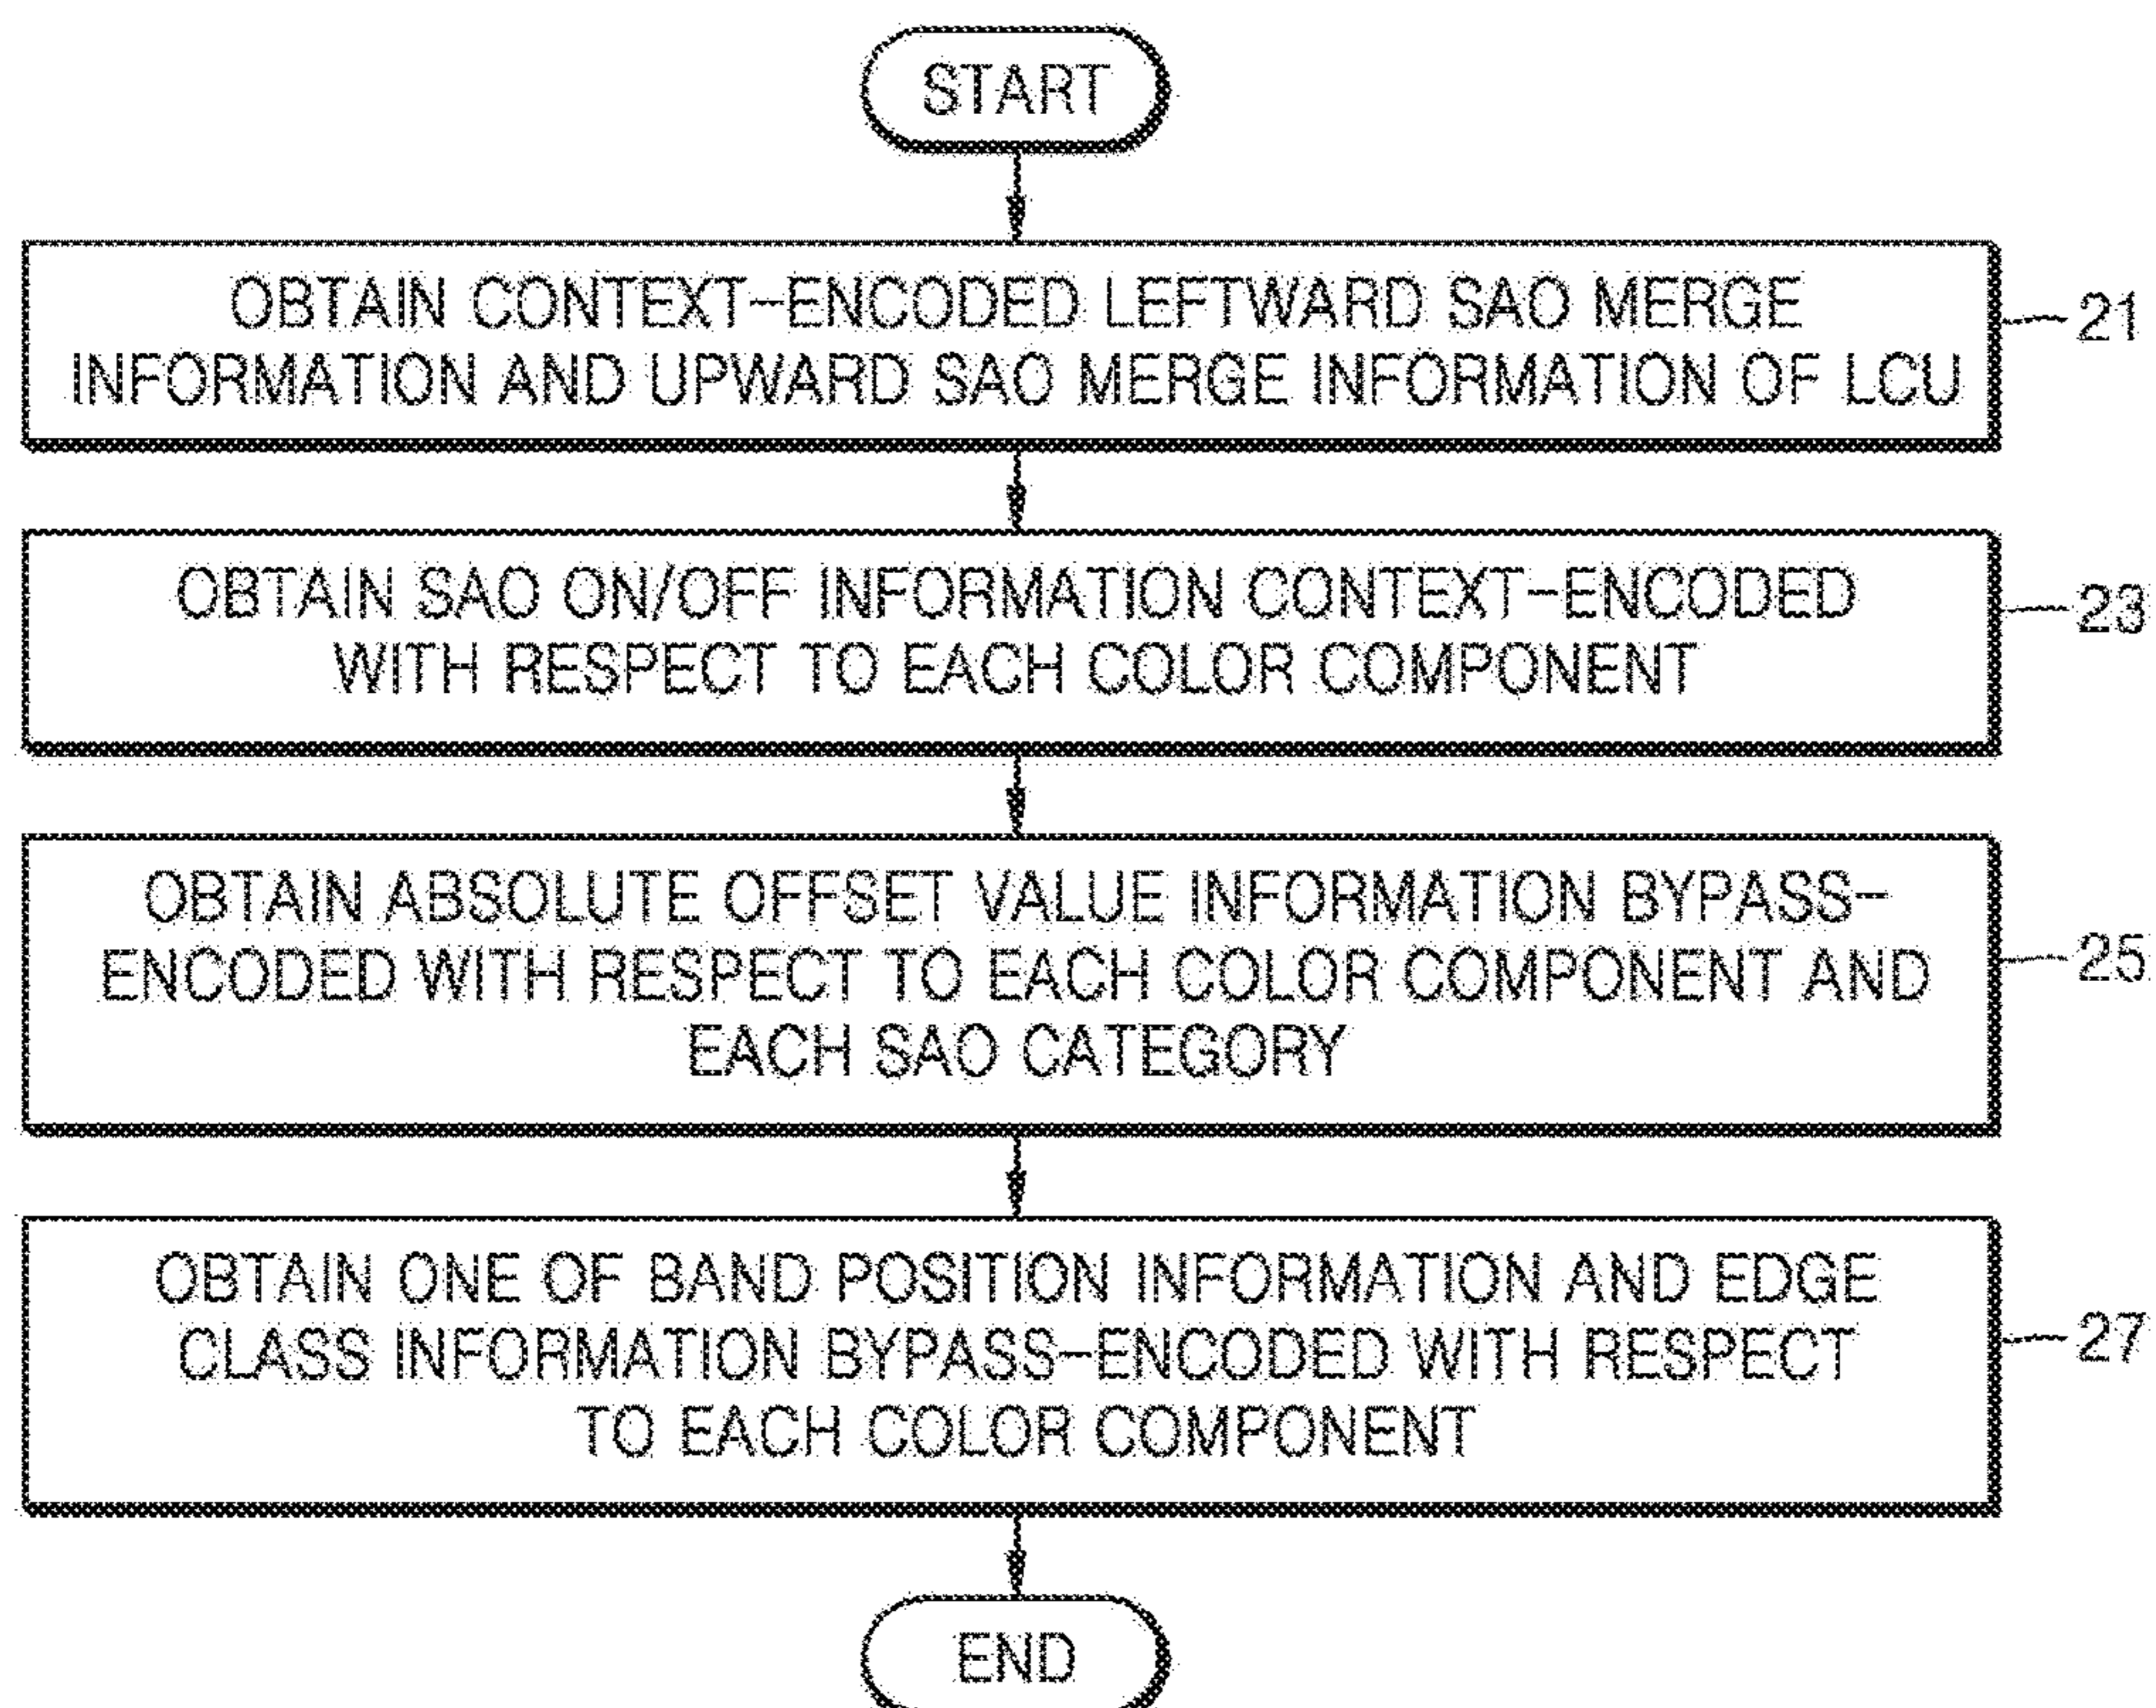 START
OBTAIN CONTEXT-ENCODED LEFTWARD SAO MERGE
INFORMATION AND UPWARD SAO MERGE INFORMATION OF LCU
21
OBTAIN SAO ON/OFF INFORMATION CONTEXT-ENCODED
WITH RESPECT TO EACH COLOR COMPONENT
23
OBTAIN ABSOLUTE OFFSET VALUE INFORMATION BYPASS-
ENCODED WITH RESPECT TO EACH COLOR COMPONENT AND
EACH SAO CATEGORY
25
OBTAIN ONE OF BAND POSITION INFORMATION AND EDGE
CLASS INFORMATION BYPASS-ENCODED WITH RESPECT
TO EACH COLOR COMPONENT
27
END